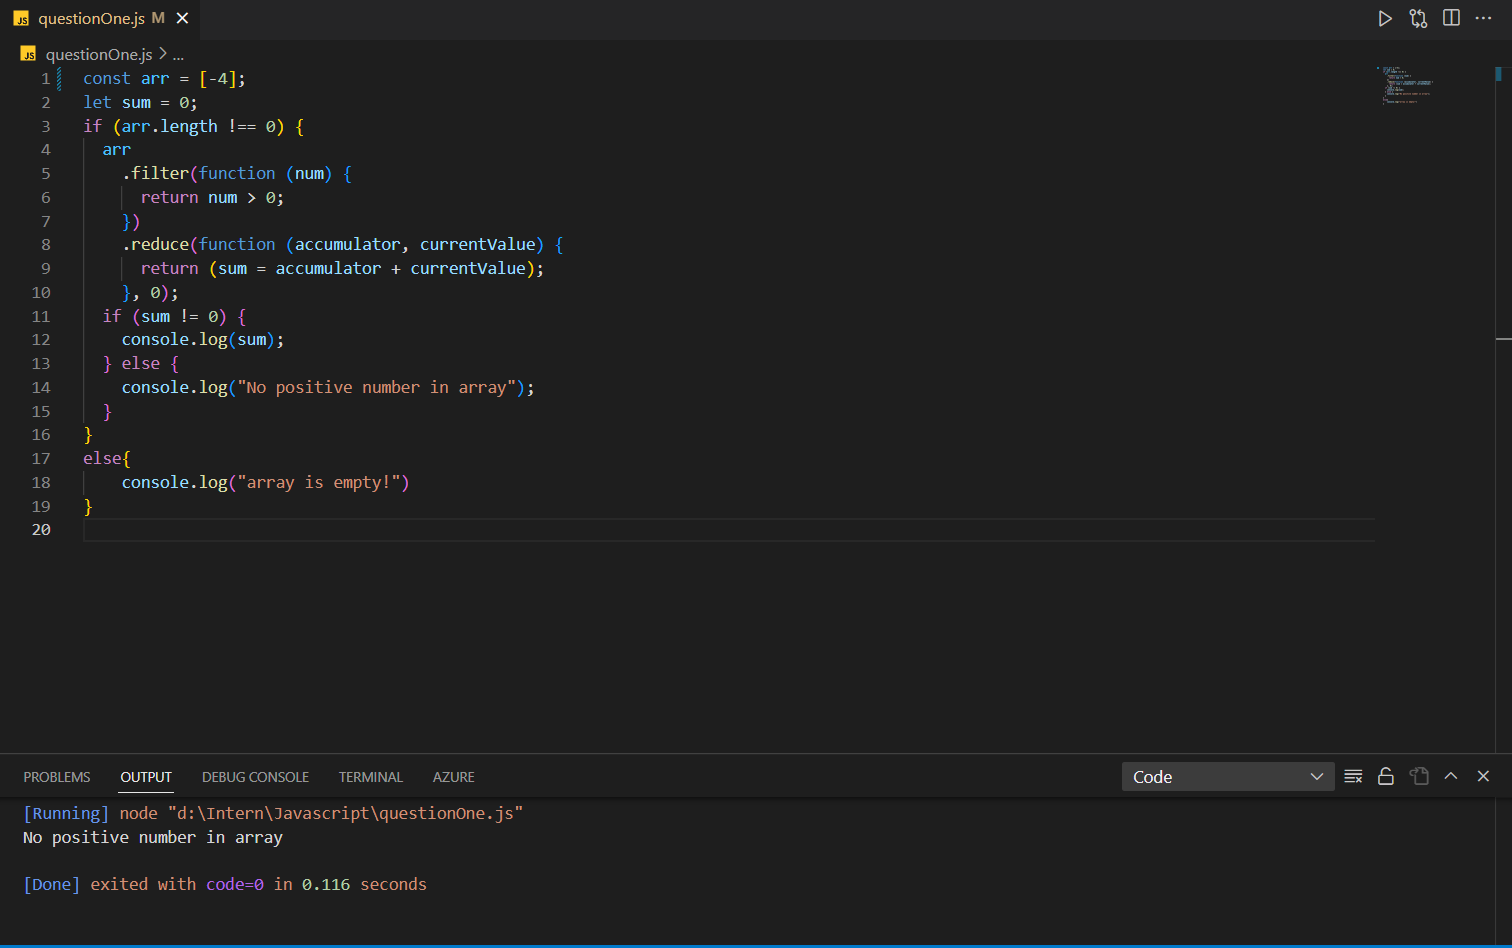 JS questionOne.js M
JS questionOne.js > ...
1 const arr = [-4];
2 let sum = 0;
3 if (arr.length !== 0) {
4   arr
5     .filter(function (num) {
6       return num > 0;
7     })
8     .reduce(function (accumulator, currentValue) {
9       return (sum = accumulator + currentValue);
10     }, 0);
11   if (sum != 0) {
12     console.log(sum);
13   } else {
14     console.log("No positive number in array");
15   }
16 }
17 else{
18     console.log("array is empty!")
19 }
20
PROBLEMS OUTPUT DEBUG CONSOLE TERMINAL AZURE Code
[Running] node "d:\Intern\Javascript\questionOne.js"
No positive number in array
[Done] exited with code=0 in 0.116 seconds